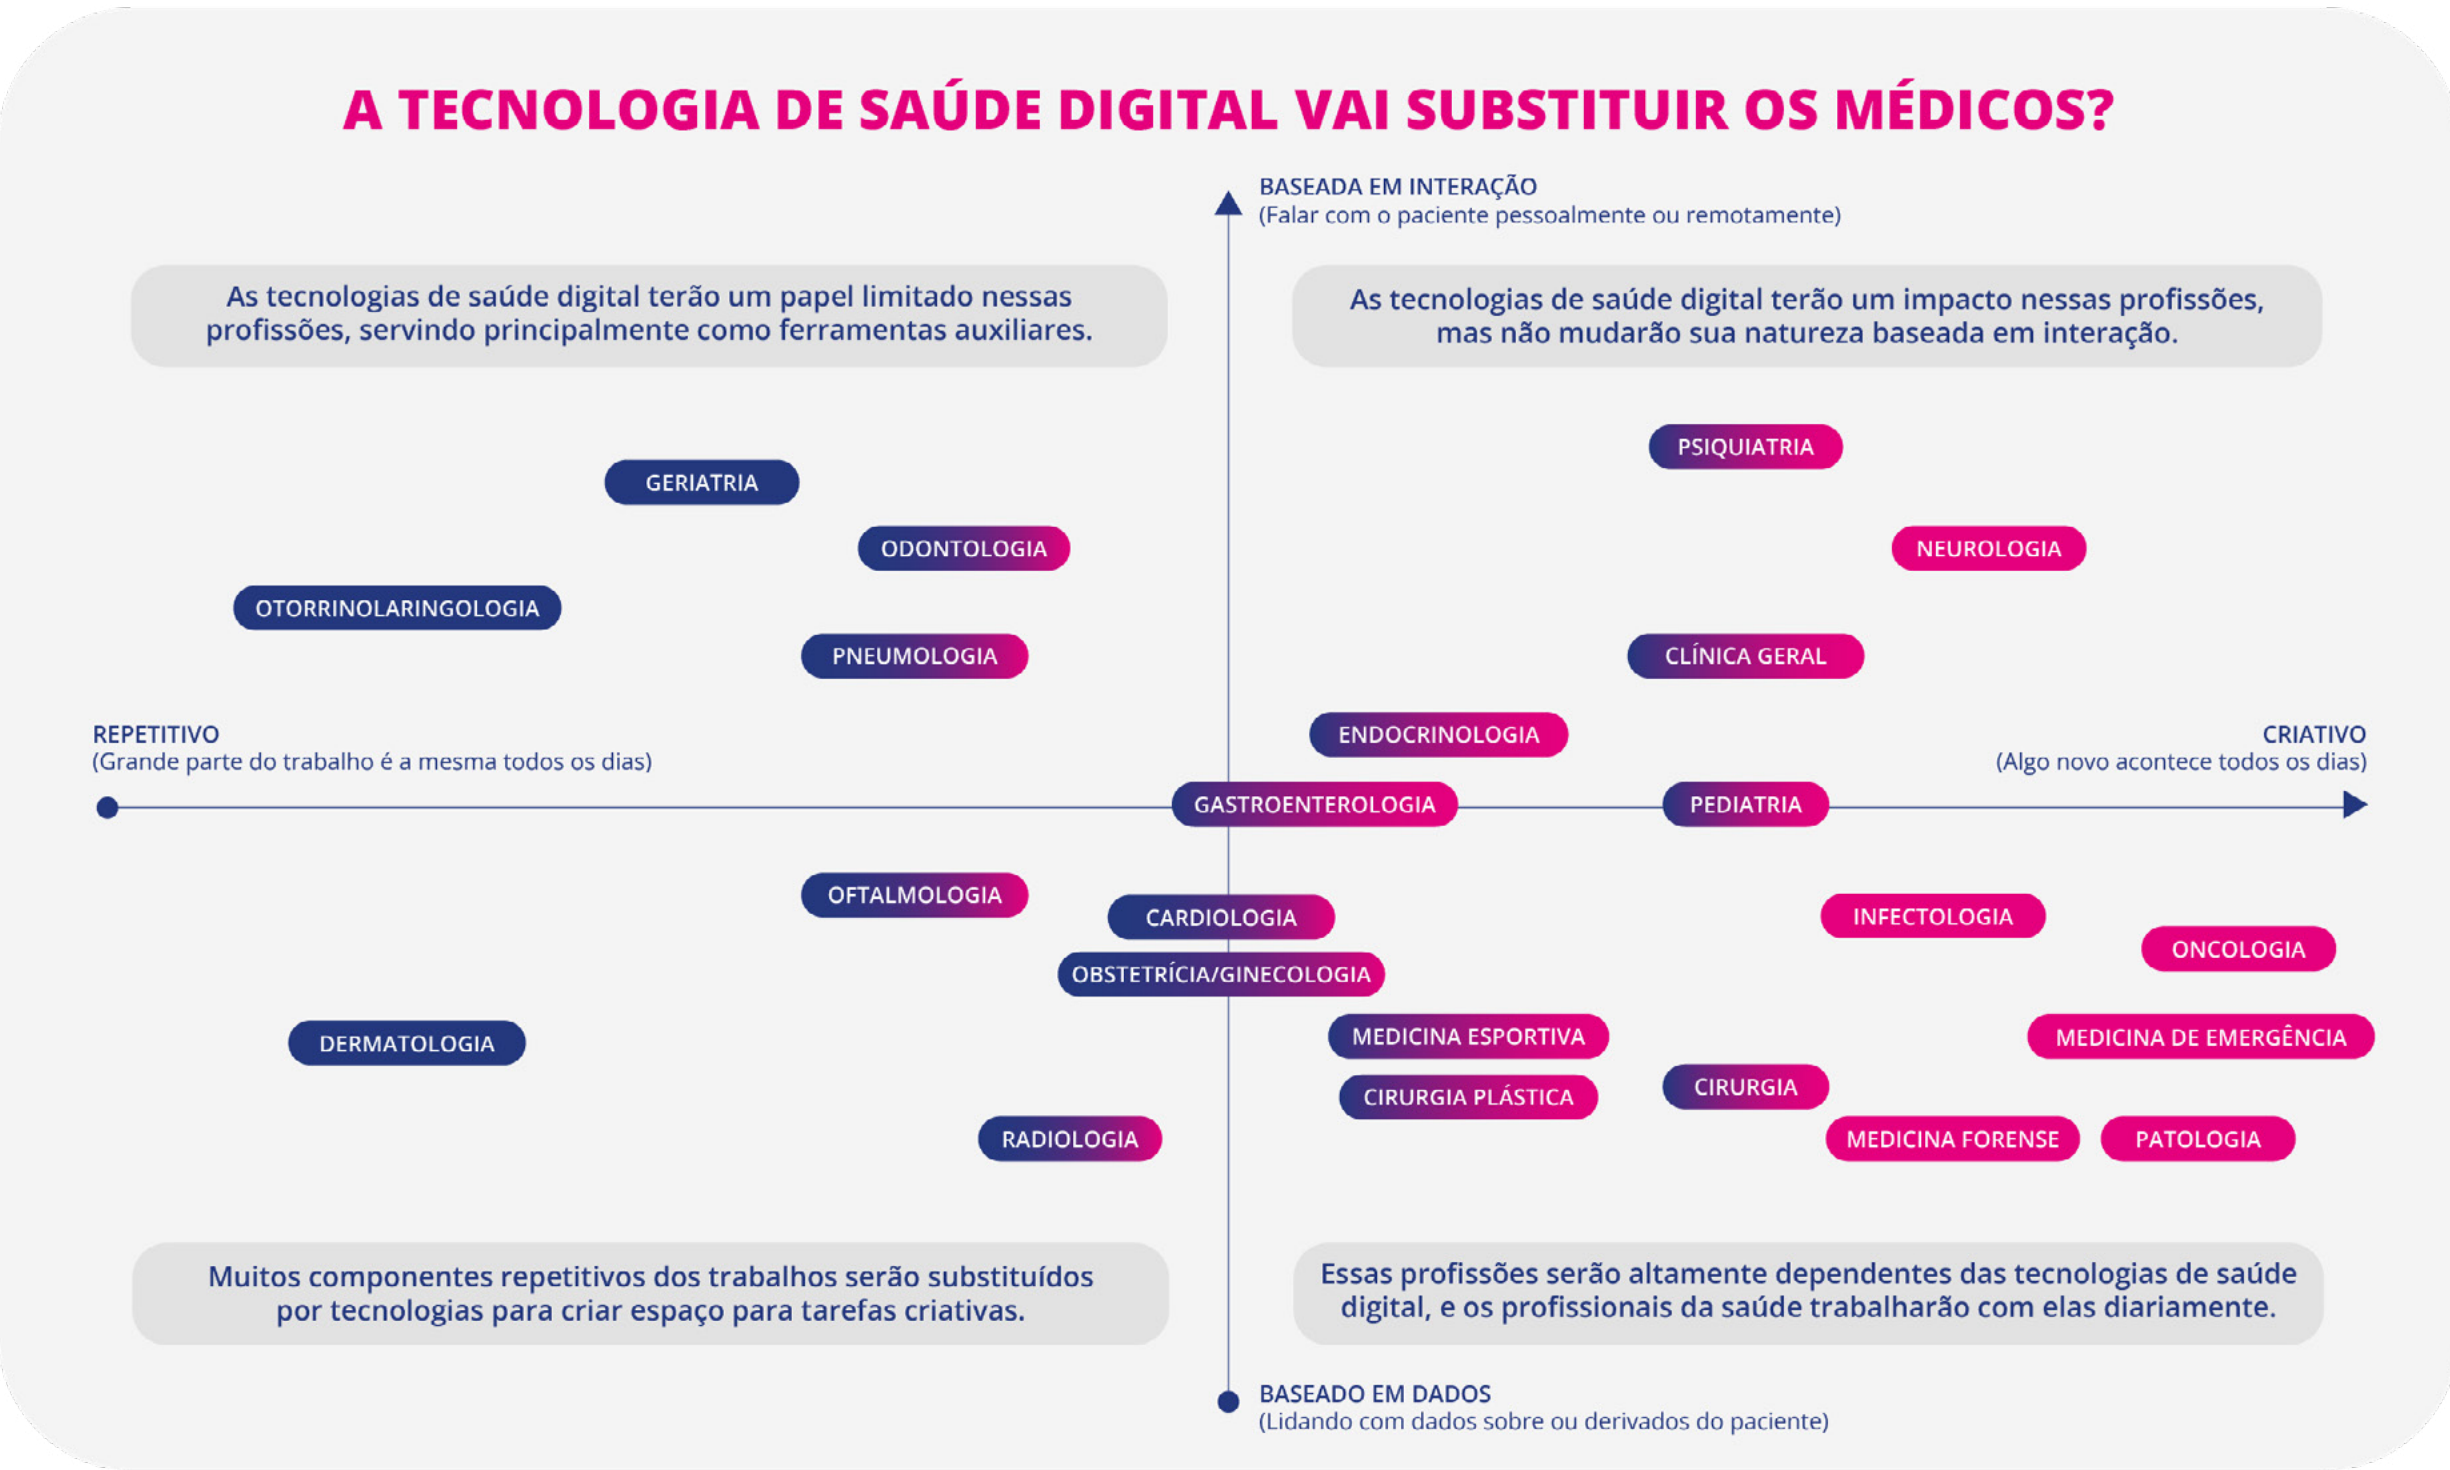 A TECNOLOGIA DE SAÚDE DIGITAL VAI SUBSTITUIR OS MÉDICOS?
BASEADA EM INTERAÇÃO
(Falar com o paciente pessoalmente ou remotamente)
As tecnologias de saúde digital terão um papel limitado nessas
profissões, servindo principalmente como ferramentas auxiliares.
As tecnologias de saúde digital terão um impacto nessas profissões,
mas não mudarão sua natureza baseada em interação.
PSIQUIATRIA
GERIATRIA
ODONTOLOGIA
NEUROLOGIA
OTORRINOLARINGOLOGIA
PNEUMOLOGIA
CLÍNICA GERAL
REPETITIVO
(Grande parte do trabalho é a mesma todos os dias)
ENDOCRINOLOGIA
CRIATIVO
(Algo novo acontece todos os dias)
GASTROENTEROLOGIA
PEDIATRIA
OFTALMOLOGIA
CARDIOLOGIA
INFECTOLOGIA
ONCOLOGIA
OBSTETRÍCIA/GINECOLOGIA
DERMATOLOGIA
MEDICINA ESPORTIVA
MEDICINA DE EMERGÊNCIA
CIRURGIA PLÁSTICA
CIRURGIA
RADIOLOGIA
MEDICINA FORENSE
PATOLOGIA
Muitos componentes repetitivos dos trabalhos serão substituídos
por tecnologias para criar espaço para tarefas criativas.
Essas profissões serão altamente dependentes das tecnologias de saúde
digital, e os profissionais da saúde trabalharão com elas diariamente.
BASEADO EM DADOS
(Lidando com dados sobre ou derivados do paciente)